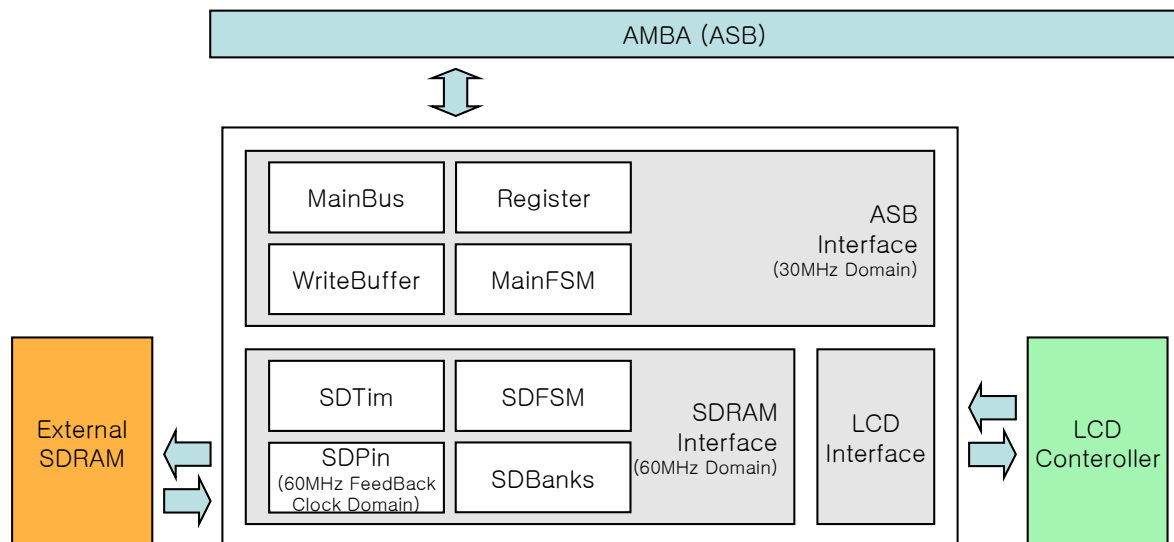 AMBA (ASB)
MainBus
Register
WriteBuffer
MainFSM
ASB
Interface
(30MHz Domain)
External
SDRAM
SDTim
SDFSM
SDPin
(60MHz FeedBack
Clock Domain)
SDBanks
SDRAM
Interface
(60MHz Domain)
LCD
Interface
LCD
Conteroller